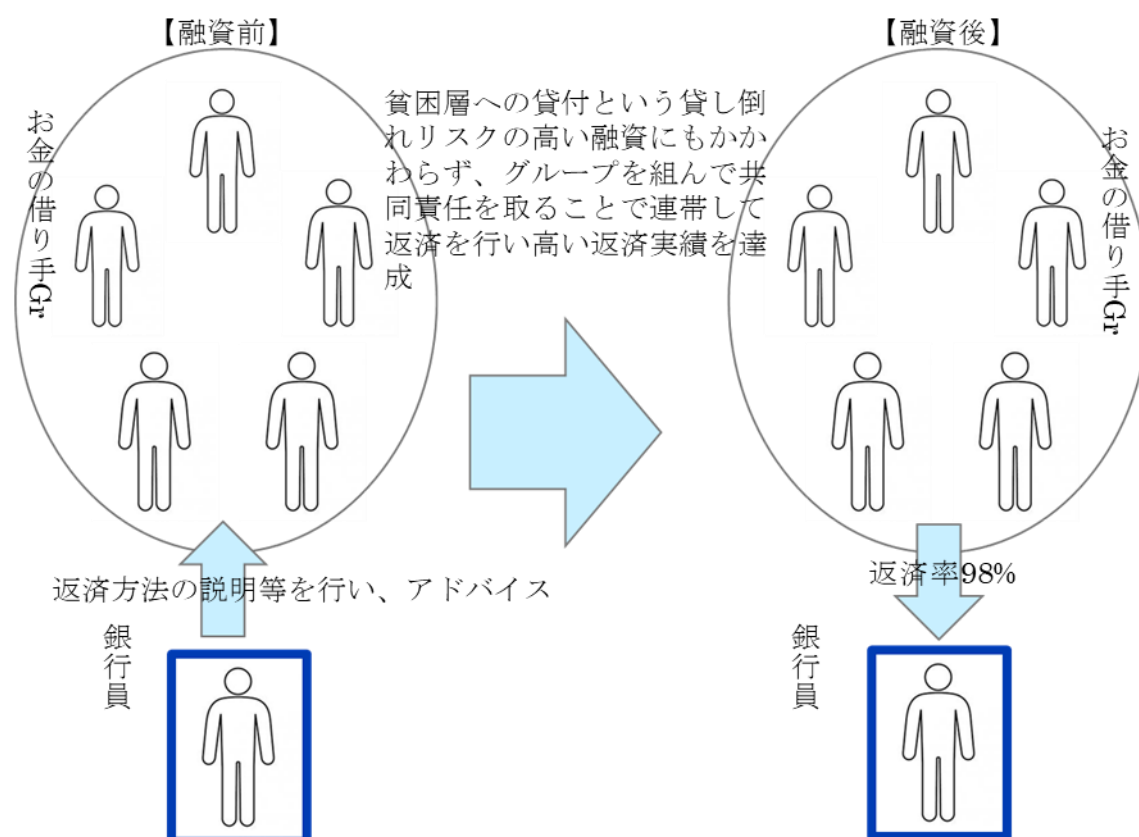 【融資前】
お金の借り手Gr
貧困層への貸付という貸し倒
れリスクの高い融資にもかか
わらず、グループを組んで共
同責任を取ることで連帯して
返済を行い高い返済実績を達
成
【融資後】
お金の借り手Gr
返済方法の説明等を行い、アドバイス
銀行員
返済率98%
銀行員